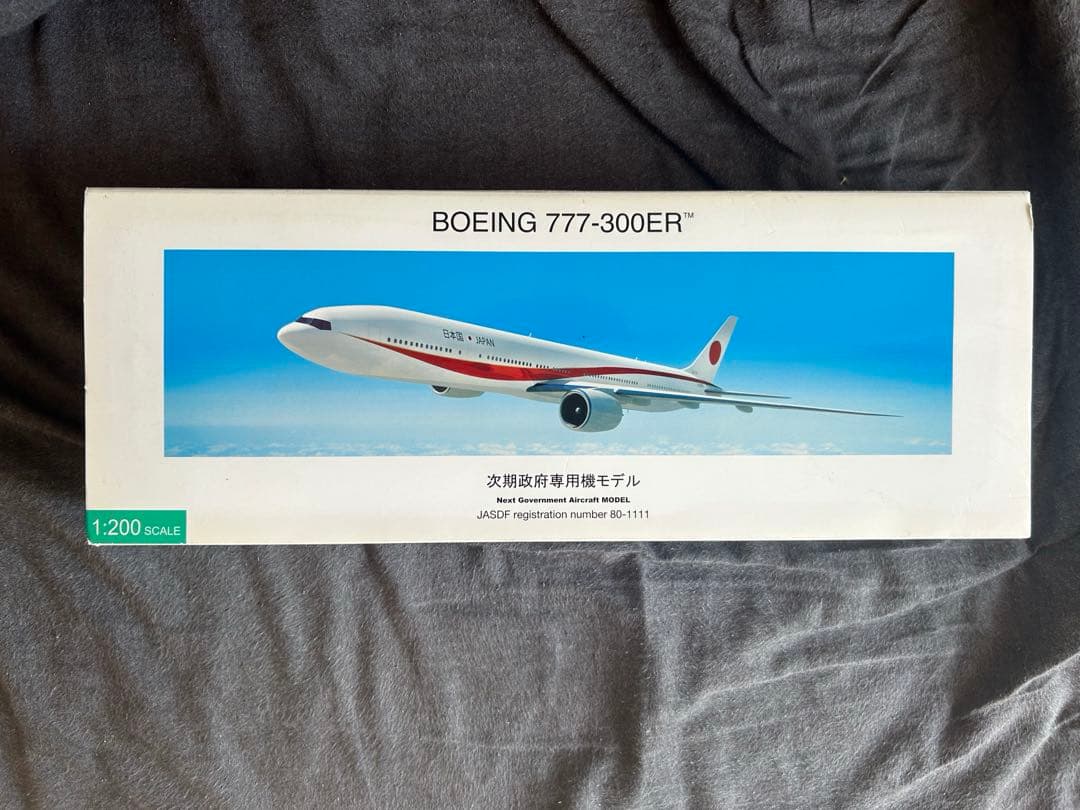 BOEING 777-300ER™
日本国 ● JAPAN
次期政府専用機モデル
Next Government Aircraft MODEL
JASDF registration number 80-1111
1:200 SCALE